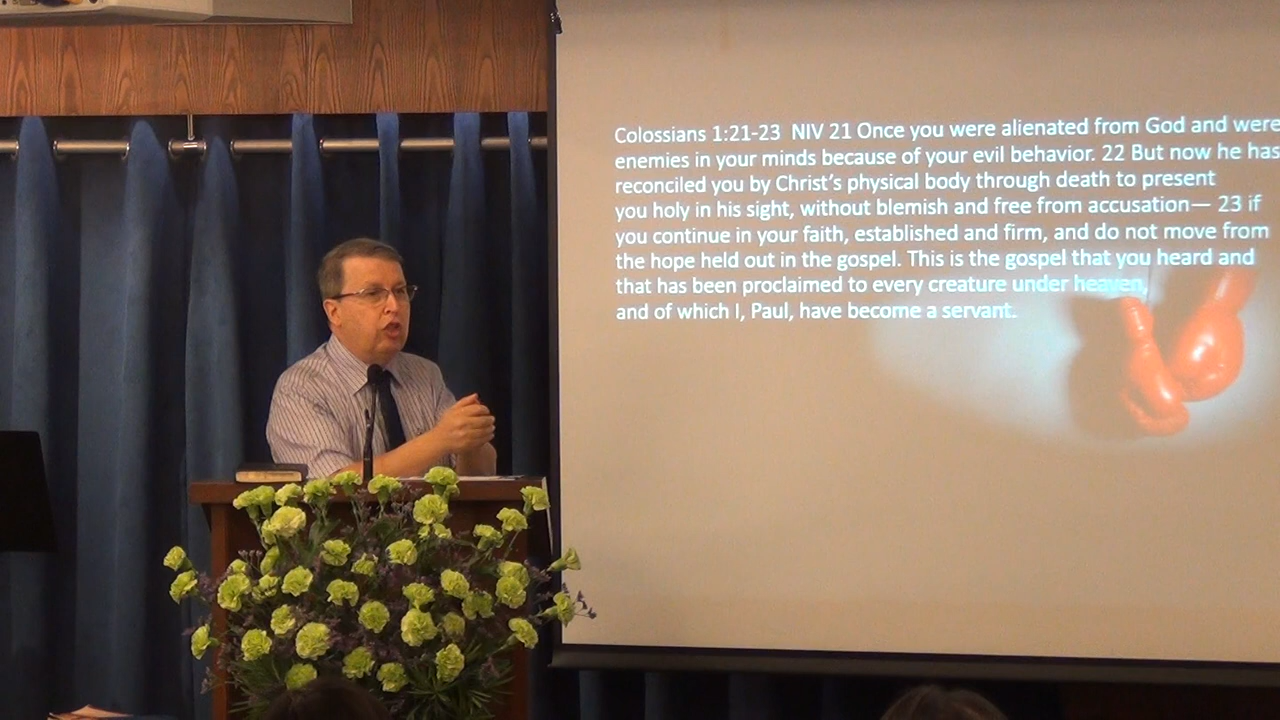 Colossians 1:21-23 NIV 21 Once you were alienated from God and were
enemies in your minds because of your evil behavior. 22 But now he has
reconciled you by Christ’s physical body through death to present
you holy in his sight, without blemish and free from accusation— 23 if
you continue in your faith, established and firm, and do not move from
the hope held out in the gospel. This is the gospel that you heard and
that has been proclaimed to every creature under heaven,
and of which I, Paul, have become a servant.